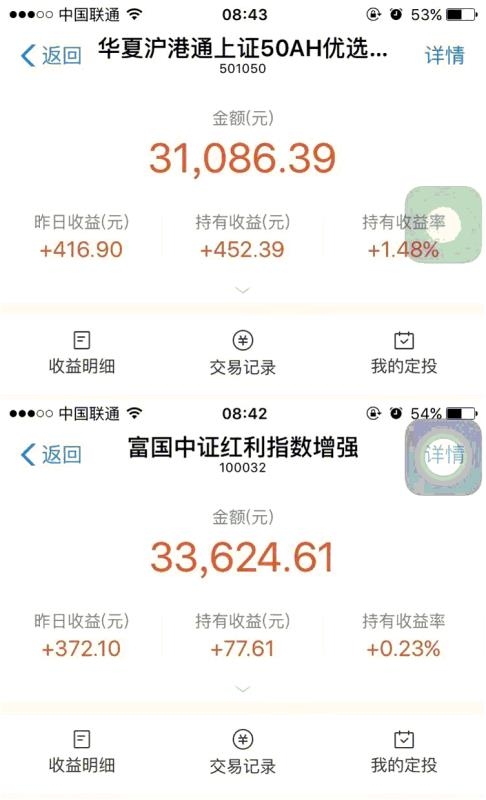 中国联通 08:43 53%
返回 华夏沪港通上证50AH优选... 详情
501050
金额(元)
31,086.39
昨日收益(元) 持有收益(元) 持有收益率
+416.90 +452.39 +1.48%
收益明细 交易记录 我的定投
中国联通 08:42 54%
返回 富国中证红利指数增强 详情
100032
金额(元)
33,624.61
昨日收益(元) 持有收益(元) 持有收益率
+372.10 +77.61 +0.23%
收益明细 交易记录 我的定投